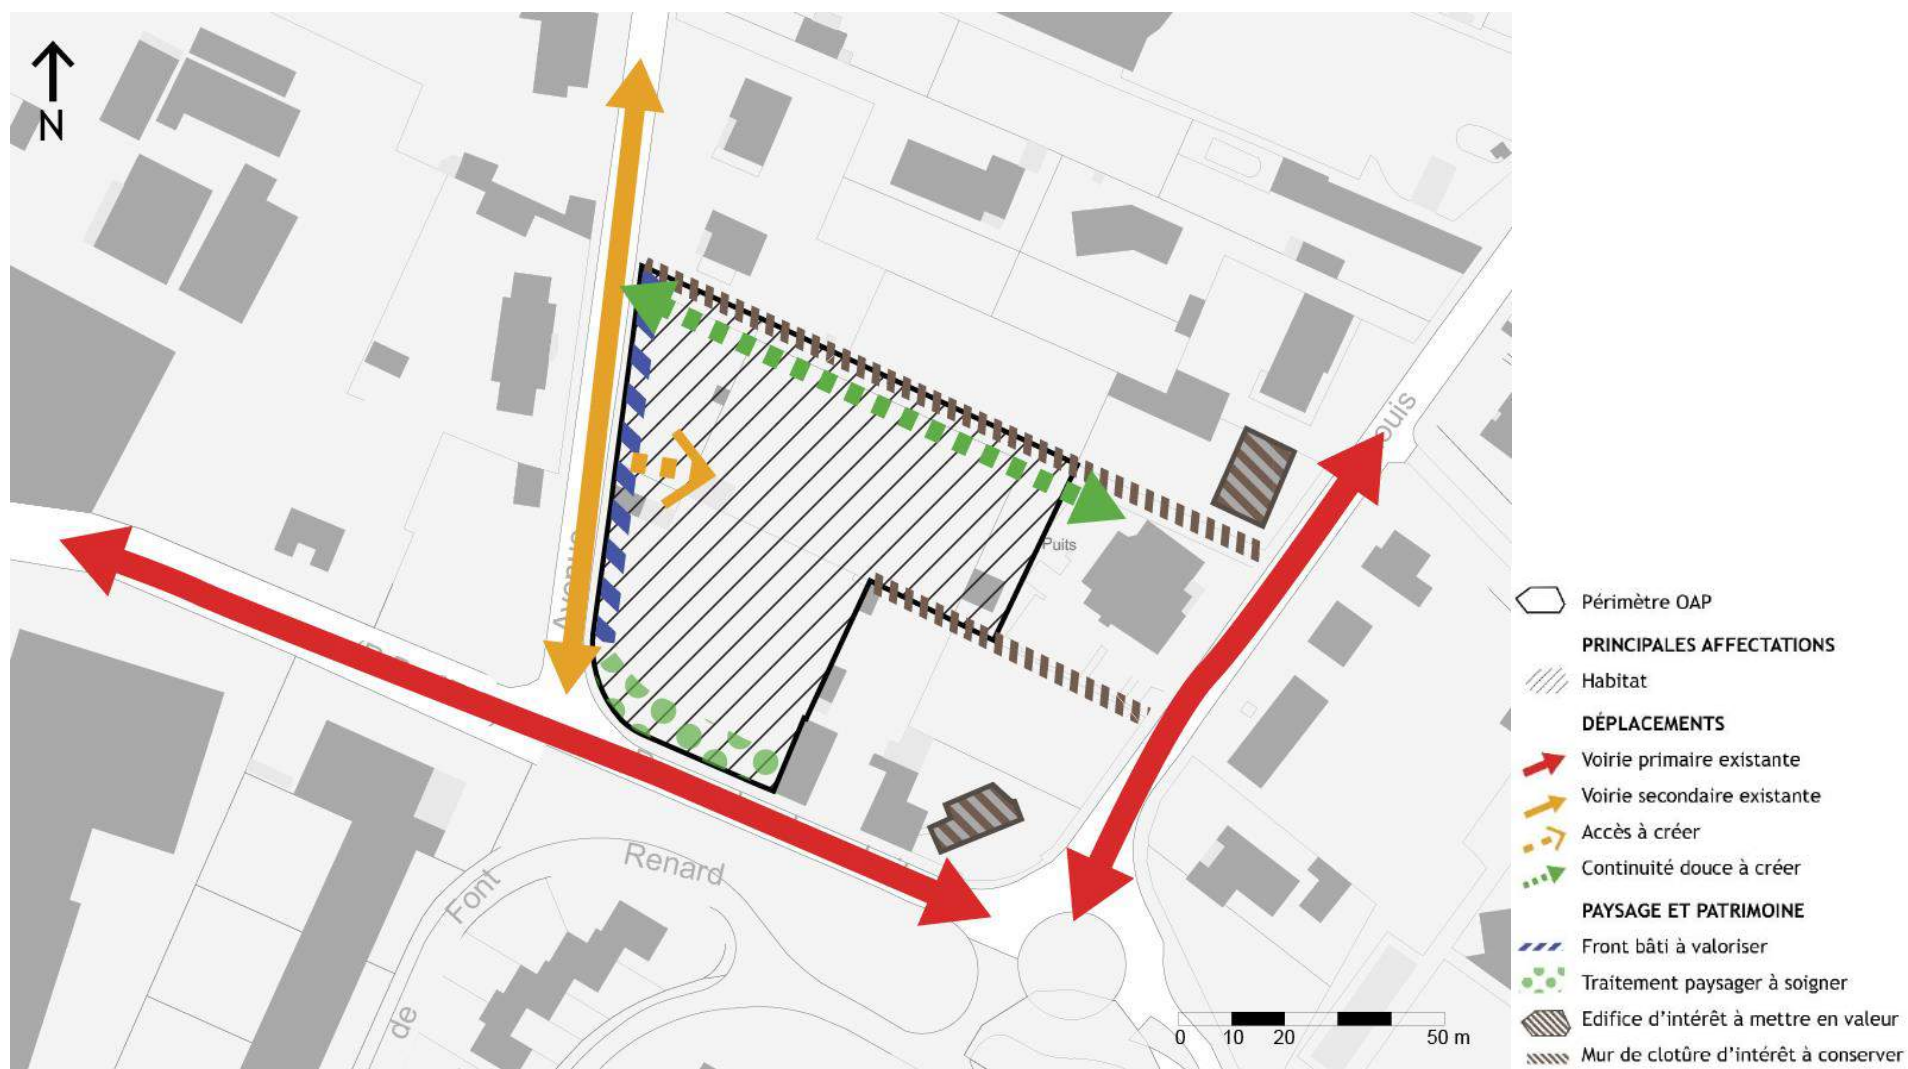 N
ouis
Avenue
Puits
Renard
Font
de
0 10 20 50 m
Périmètre OAP
PRINCIPALES AFFECTATIONS
Habitat
DÉPLACEMENTS
Voirie primaire existante
Voirie secondaire existante
Accès à créer
Continuité douce à créer
PAYSAGE ET PATRIMOINE
Front bâti à valoriser
Traitement paysager à soigner
Edifice d'intérêt à mettre en valeur
Mur de clotûre d'intérêt à conserver